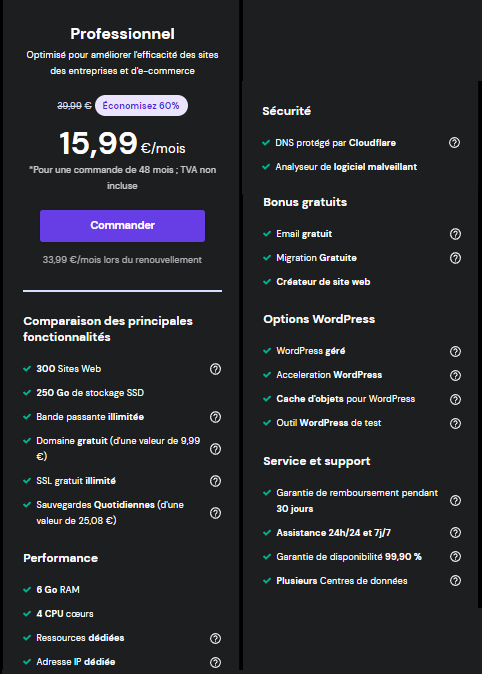 Professionnel
Optimisé pour améliorer l'efficacité des sites
des entreprises et d'e-commerce
39,99 € Économisez 60%
15,99 €/mois
*Pour une commande de 48 mois ; TVA non
incluse
Commander
33,99 €/mois lors du renouvellement
Comparaison des principales
fonctionnalités
300 Sites Web
250 Go de stockage SSD
Bande passante illimitée
Domaine gratuit (d'une valeur de 9,99
€)
SSL gratuit illimité
Sauvegardes Quotidiennes (d'une
valeur de 25,08 €)
Performance
6 Go RAM
4 CPU cœurs
Ressources dédiées
Adresse IP dédiée
Sécurité
DNS protégé par Cloudflare
Analyseur de logiciel malveillant
Bonus gratuits
Email gratuit
Migration Gratuite
Créateur de site web
Options WordPress
WordPress géré
Acceleration WordPress
Cache d'objets pour WordPress
Outil WordPress de test
Service et support
Garantie de remboursement pendant
30 jours
Assistance 24h/24 et 7j/7
Garantie de disponibilité 99,90 %
Plusieurs Centres de données